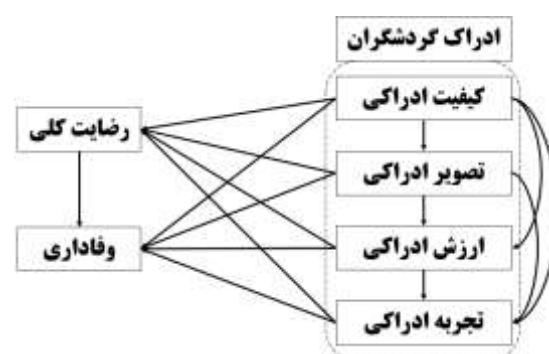 ادراک گردشگران
کیفیت ادراکی
رضایت کلی
تصویر ادراکی
وفاداری
ارزش ادراکی
تجربه ادراکی